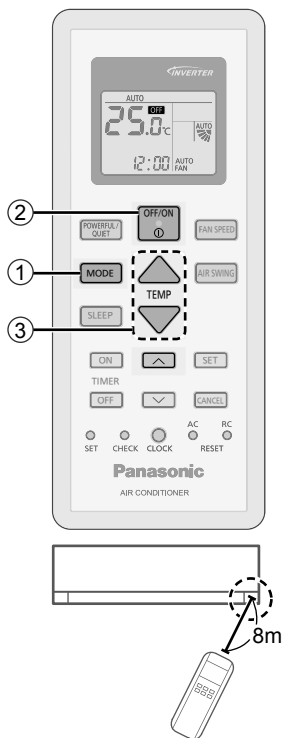 INVERTER
AUTO
OFF
25.0°c
AUTO
12:00 AUTO FAN
2
OFF/ON
POWERFUL/
QUIET
FAN SPEED
1
MODE
AIR SWING
TEMP
3
SLEEP
ON
SET
TIMER
OFF
CANCEL
AC RC
SET CHECK CLOCK RESET
Panasonic
AIR CONDITIONER
8m